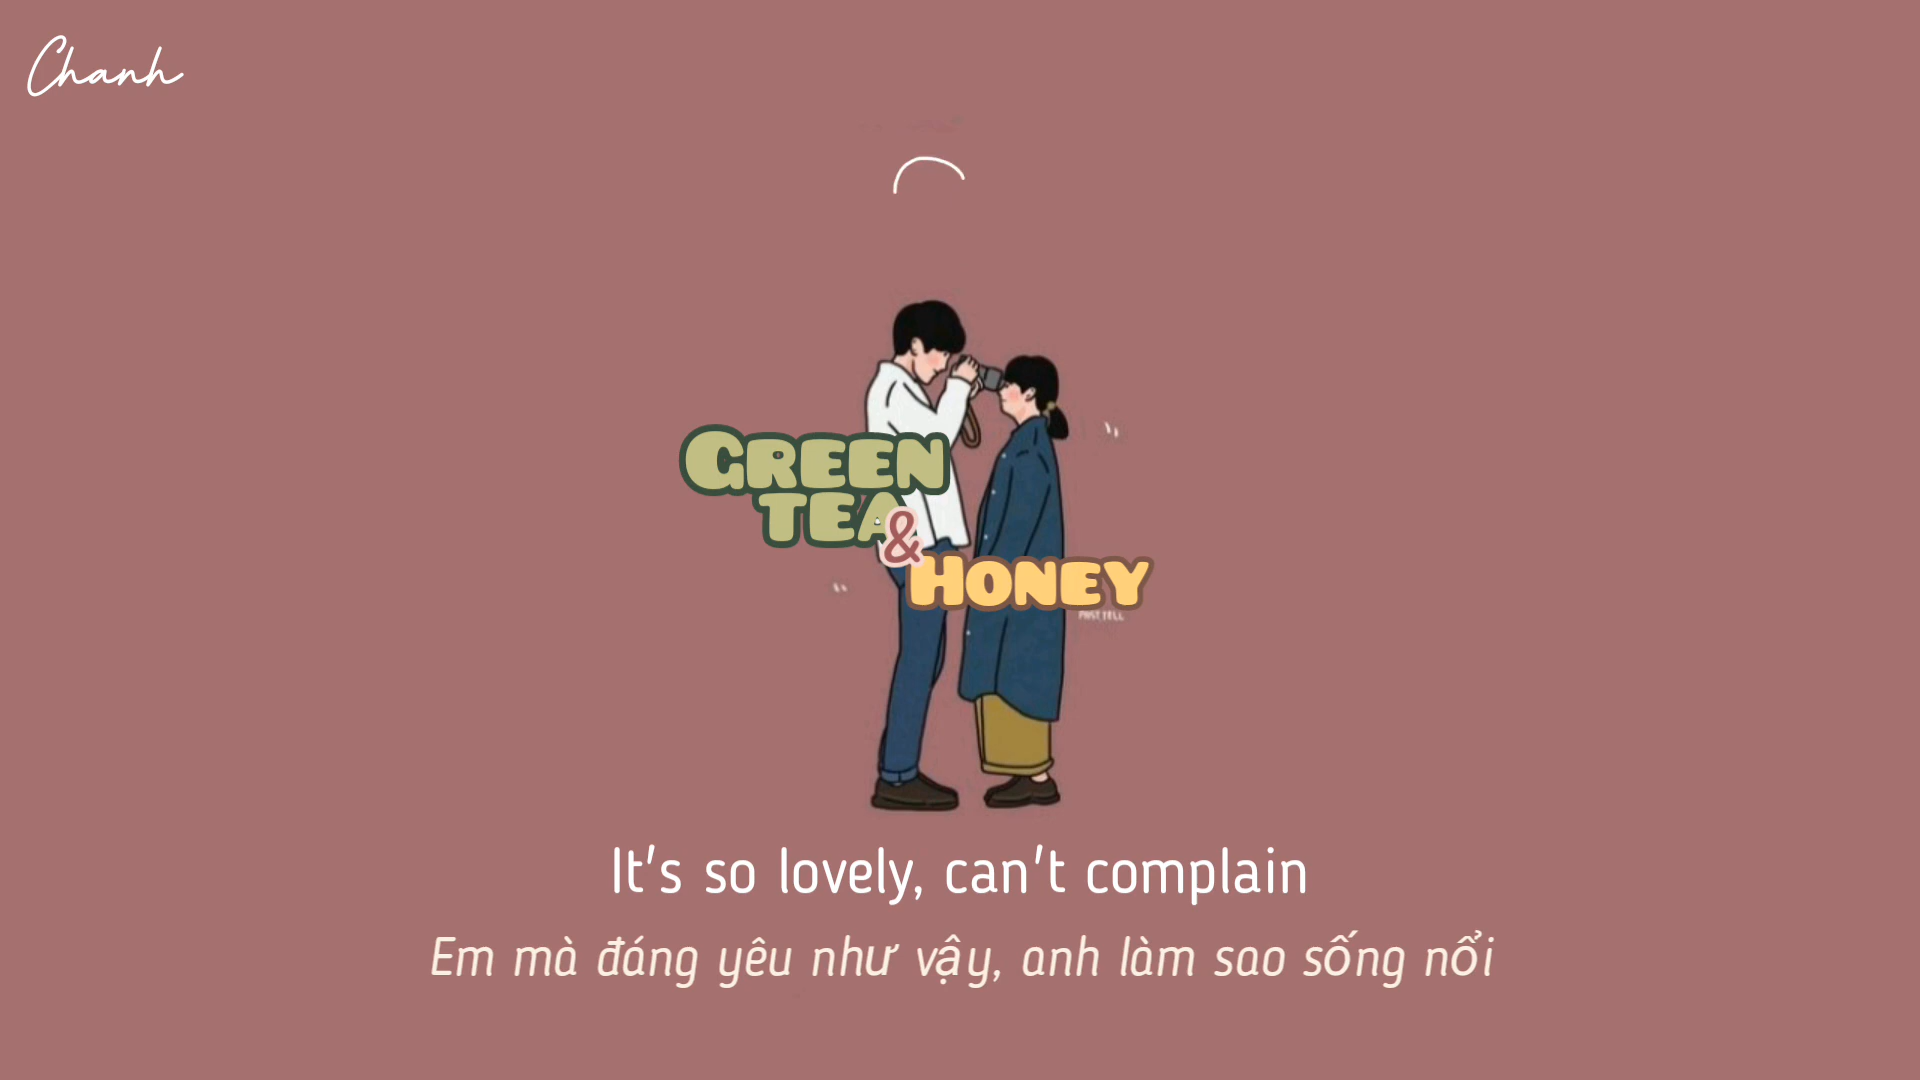 Chanh
GREEN
TEA
&
HONEY
It's so lovely, can't complain
Em mà đáng yêu như vậy, anh làm sao sống nổi